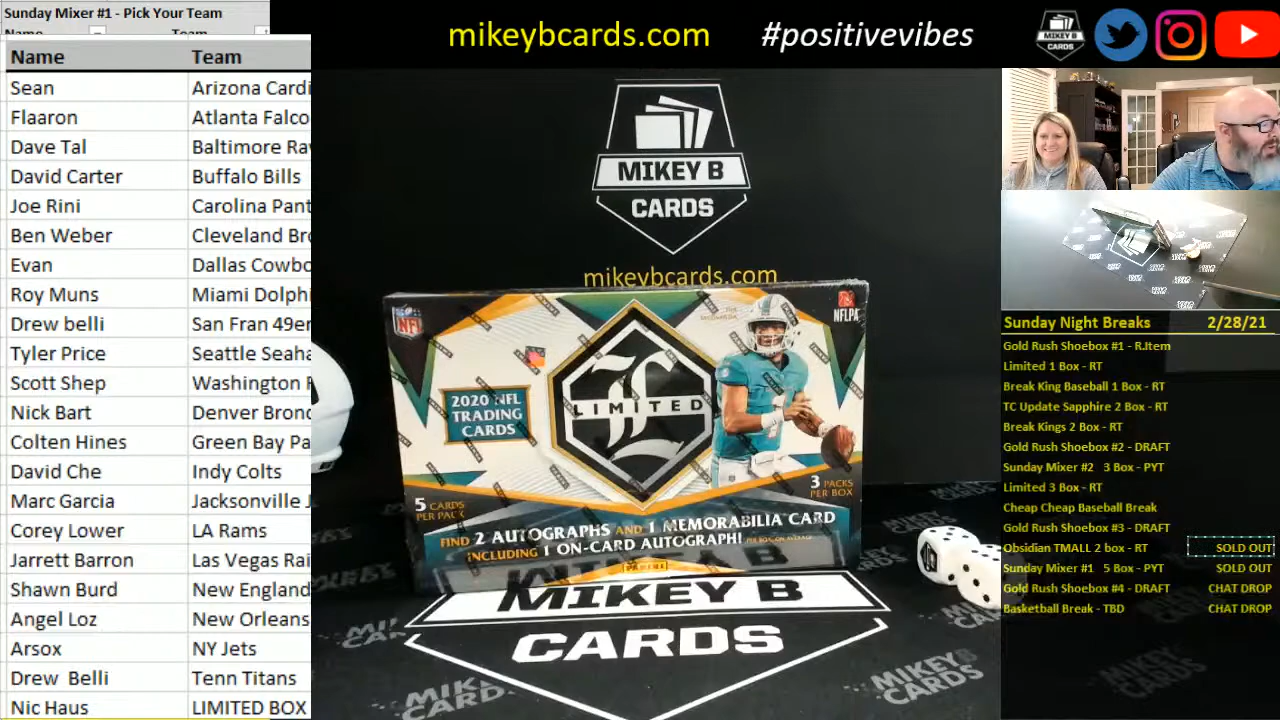 Sunday Mixer #1 - Pick Your Team
Name Team
Name Team
Sean Arizona Cardi
Flaaron Atlanta Falco
Dave Tal Baltimore Ra
David Carter Buffalo Bills
Joe Rini Carolina Pant
Ben Weber Cleveland Bro
Evan Dallas Cowbo
Roy Muns Miami Dolphi
Drew belli San Fran 49er
Tyler Price Seattle Seaha
Scott Shep Washington
Nick Bart Denver Bronc
Colten Hines Green Bay Pa
David Che Indy Colts
Marc Garcia Jacksonville
Corey Lower LA Rams
Jarrett Barron Las Vegas Rai
Shawn Burd New England
Angel Loz New Orleans
Arsox NY Jets
Drew Belli Tenn Titans
Nic Haus LIMITED BOX
mikeybcards.com #positivevibes
MIKEY B
CARDS
MIKEY B
CARDS
mikeybcards.com
NFL
NFLPA
2020 NFL
TRADING
CARDS
LIMITED
5 CARDS
PER PACK
3 PACKS
PER BOX
FIND 2 AUTOGRAPHS AND 1 MEMORABILIA CARD
INCLUDING 1 ON-CARD AUTOGRAPH!
PANINI
MIKEY B
CARDS
MIKEY
CARDS
MIKEY B
CARDS
Sunday Night Breaks 2/28/21
Gold Rush Shoebox #1 - R.Item
Limited 1 Box - RT
Break King Baseball 1 Box - RT
TC Update Sapphire 2 Box - RT
Break Kings 2 Box - RT
Gold Rush Shoebox #2 - DRAFT
Sunday Mixer #2 3 Box - PYT
Limited 3 Box - RT
Cheap Cheap Baseball Break
Gold Rush Shoebox #3 - DRAFT
Obsidian TMALL 2 box - RT SOLD OUT
Sunday Mixer #1 5 Box - PYT SOLD OUT
Gold Rush Shoebox #4 - DRAFT CHAT DROP
Basketball Break - TBD CHAT DROP